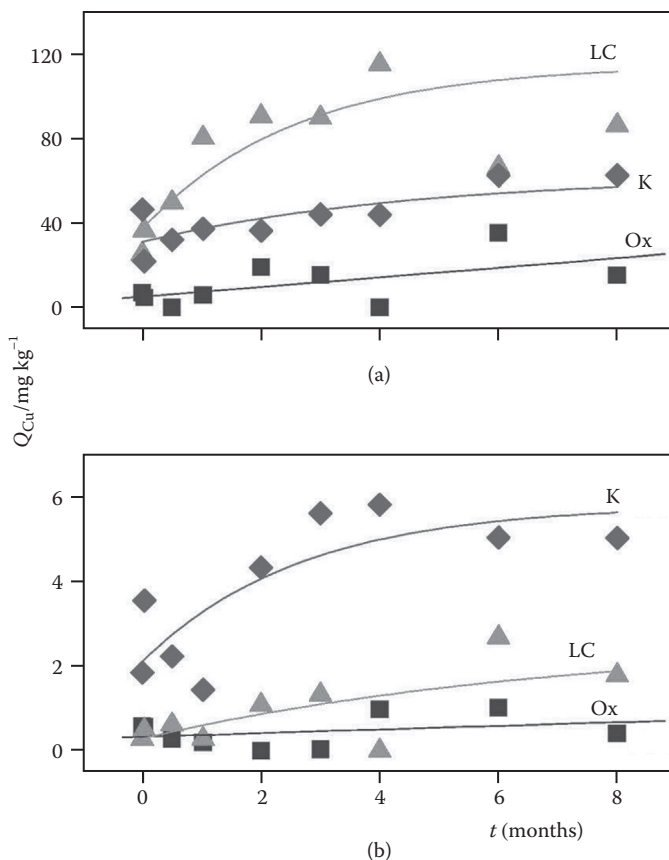 120
LC
80
K
40
Ox
0
(a)
Q_Cu/mg kg⁻¹
6
K
4
2
LC
Ox
0
0 2 4 6 8
t (months)
(b)